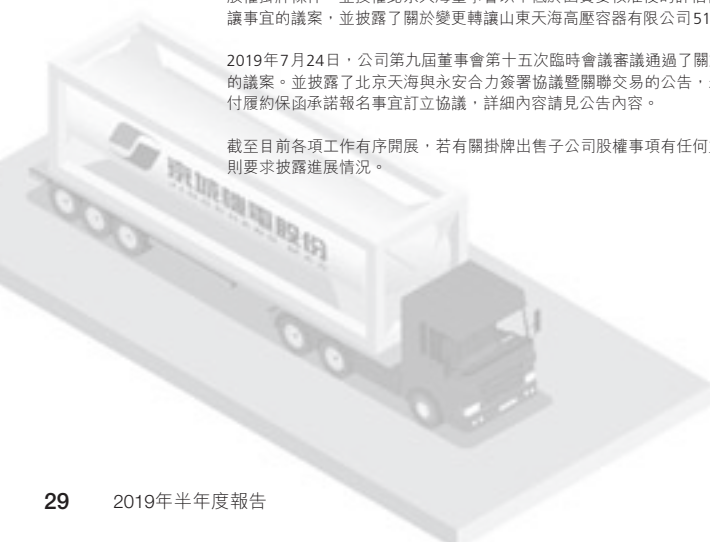 讓事宜的議案，並披露了關於變更轉讓山東天海高壓容器有限公司51
2019年7月24日，公司第九屆董事會第十五次臨時會議審議通過了關
的議案。並披露了北京天海與永安合力簽署協議暨關聯交易的公告，
付履約保函承諾報名事宜訂立協議，詳細內容請見公告內容。
截至目前各項工作有序開展，若有關掛牌出售子公司股權事項有任何
則要求披露進展情況。
京城機電股份
29 2019年半年度報告